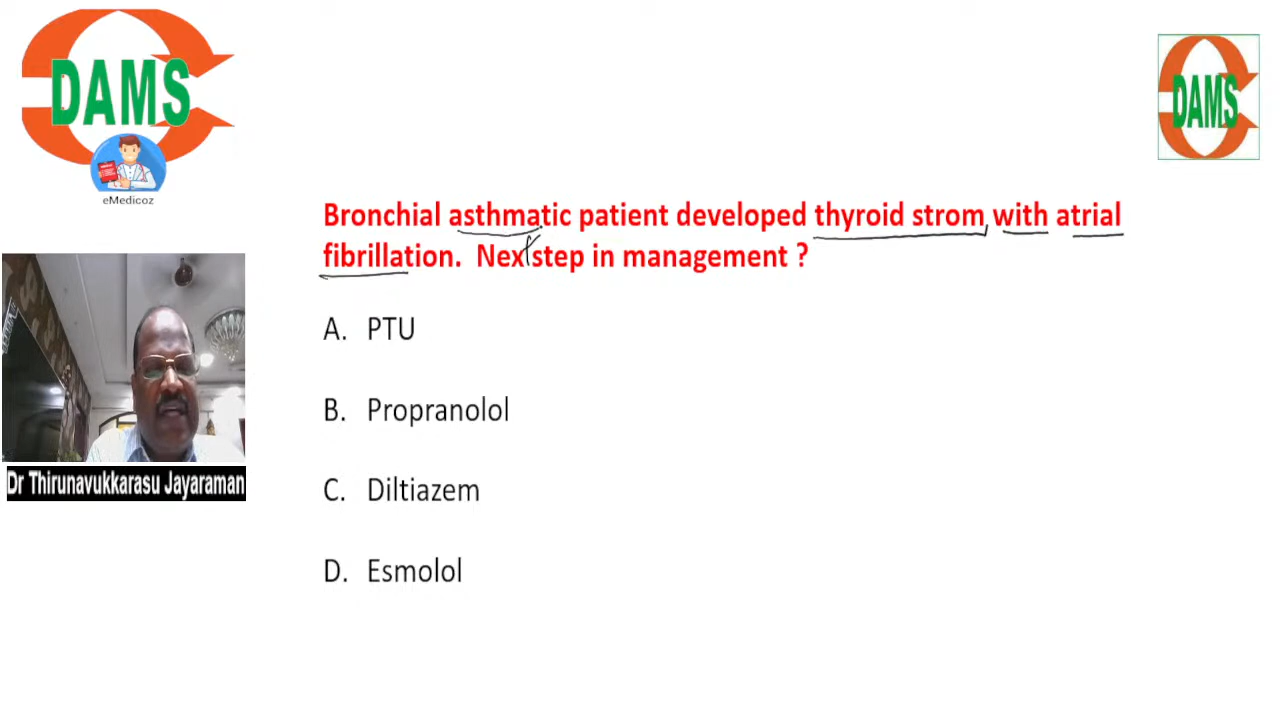 DAMS
DAMS
eMedicoz
Bronchial asthmatic patient developed thyroid strom with atrial
fibrillation. Next step in management ?
A. PTU
B. Propranolol
C. Diltiazem
D. Esmolol
Dr Thirunavukkarasu Jayaraman